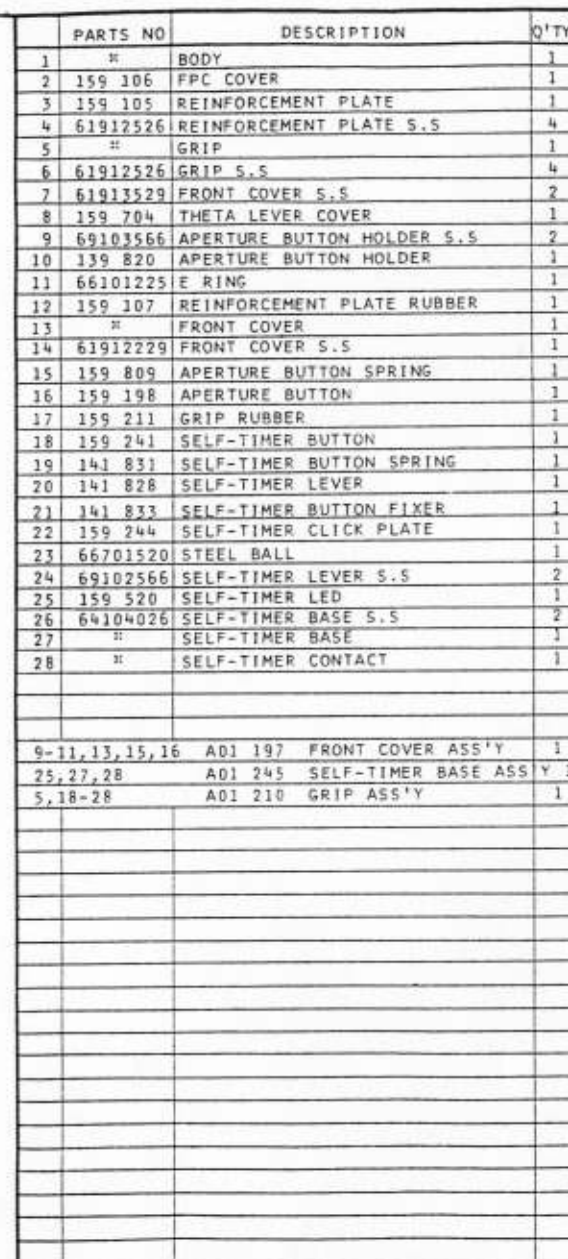 PARTS NO DESCRIPTION Q'TY
1 ※ BODY 1
2 159 106 FPC COVER 1
3 159 105 REINFORCEMENT PLATE 1
4 61912526 REINFORCEMENT PLATE S.S 4
5 ※ GRIP 1
6 61912526 GRIP S.S 4
7 61913529 FRONT COVER S.S 2
8 159 704 THETA LEVER COVER 1
9 69103566 APERTURE BUTTON HOLDER S.S 2
10 139 820 APERTURE BUTTON HOLDER 1
11 66101225 E RING 1
12 159 107 REINFORCEMENT PLATE RUBBER 1
13 ※ FRONT COVER 1
14 61912229 FRONT COVER S.S 1
15 159 809 APERTURE BUTTON SPRING 1
16 159 198 APERTURE BUTTON 1
17 159 211 GRIP RUBBER 1
18 159 241 SELF-TIMER BUTTON 1
19 141 831 SELF-TIMER BUTTON SPRING 1
20 141 828 SELF-TIMER LEVER 1
21 141 833 SELF-TIMER BUTTON FIXER 1
22 159 244 SELF-TIMER CLICK PLATE 1
23 66701520 STEEL BALL 1
24 69102566 SELF-TIMER LEVER S.S 2
25 159 520 SELF-TIMER LED 1
26 64104026 SELF-TIMER BASE S.S 2
27 ※ SELF-TIMER BASE 1
28 ※ SELF-TIMER CONTACT 1
9-11,13,15,16 A01 197 FRONT COVER ASS'Y 1
25,27,28 A01 245 SELF-TIMER BASE ASS'Y 1
5,18-28 A01 210 GRIP ASS'Y 1